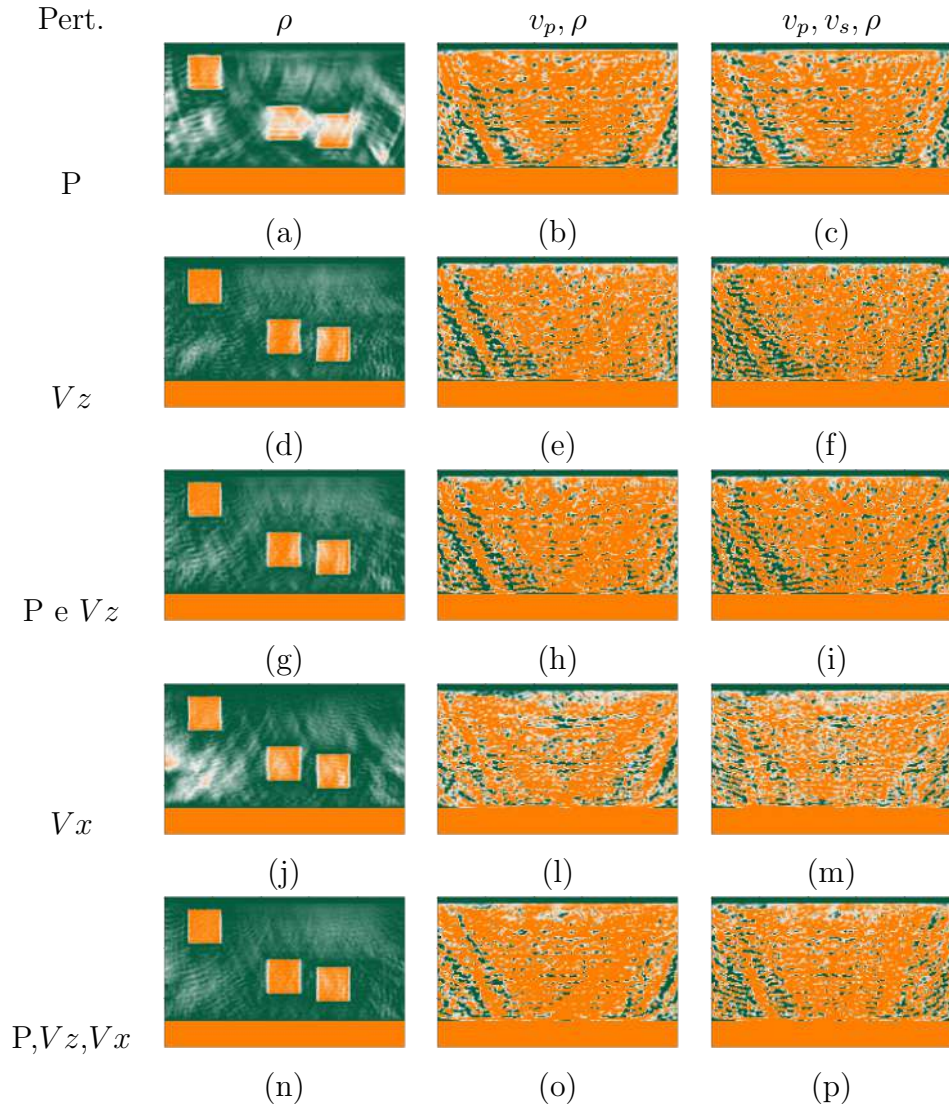 Pert. ρ v_p, ρ v_p, v_s, ρ
P
(a) (b) (c)
Vz
(d) (e) (f)
P e Vz
(g) (h) (i)
Vx
(j) (l) (m)
P,Vz,Vx
(n) (o) (p)